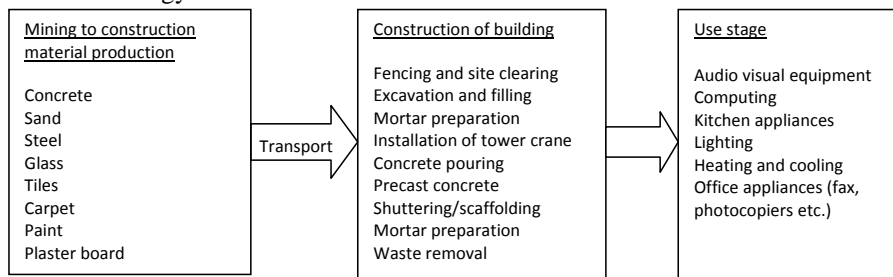 Mining to construction
material production
Concrete
Sand
Steel
Glass
Tiles
Carpet
Paint
Plaster board
Transport
Construction of building
Fencing and site clearing
Excavation and filling
Mortar preparation
Installation of tower crane
Concrete pouring
Precast concrete
Shuttering/scaffolding
Mortar preparation
Waste removal
Use stage
Audio visual equipment
Computing
Kitchen appliances
Lighting
Heating and cooling
Office appliances (fax,
photocopiers etc.)